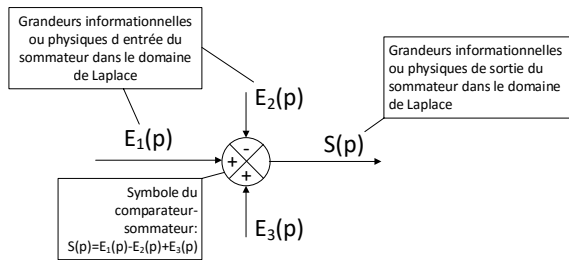 Grandeurs informationnelles
ou physiques d entrée du
sommateur dans le domaine
de Laplace
Grandeurs informationnelles
ou physiques de sortie du
sommateur dans le domaine
de Laplace
E₂(p)
E₁(p)
S(p)
-
+
+
Symbole du
comparateur-
sommateur:
S(p)=E₁(p)-E₂(p)+E₃(p)
E₃(p)